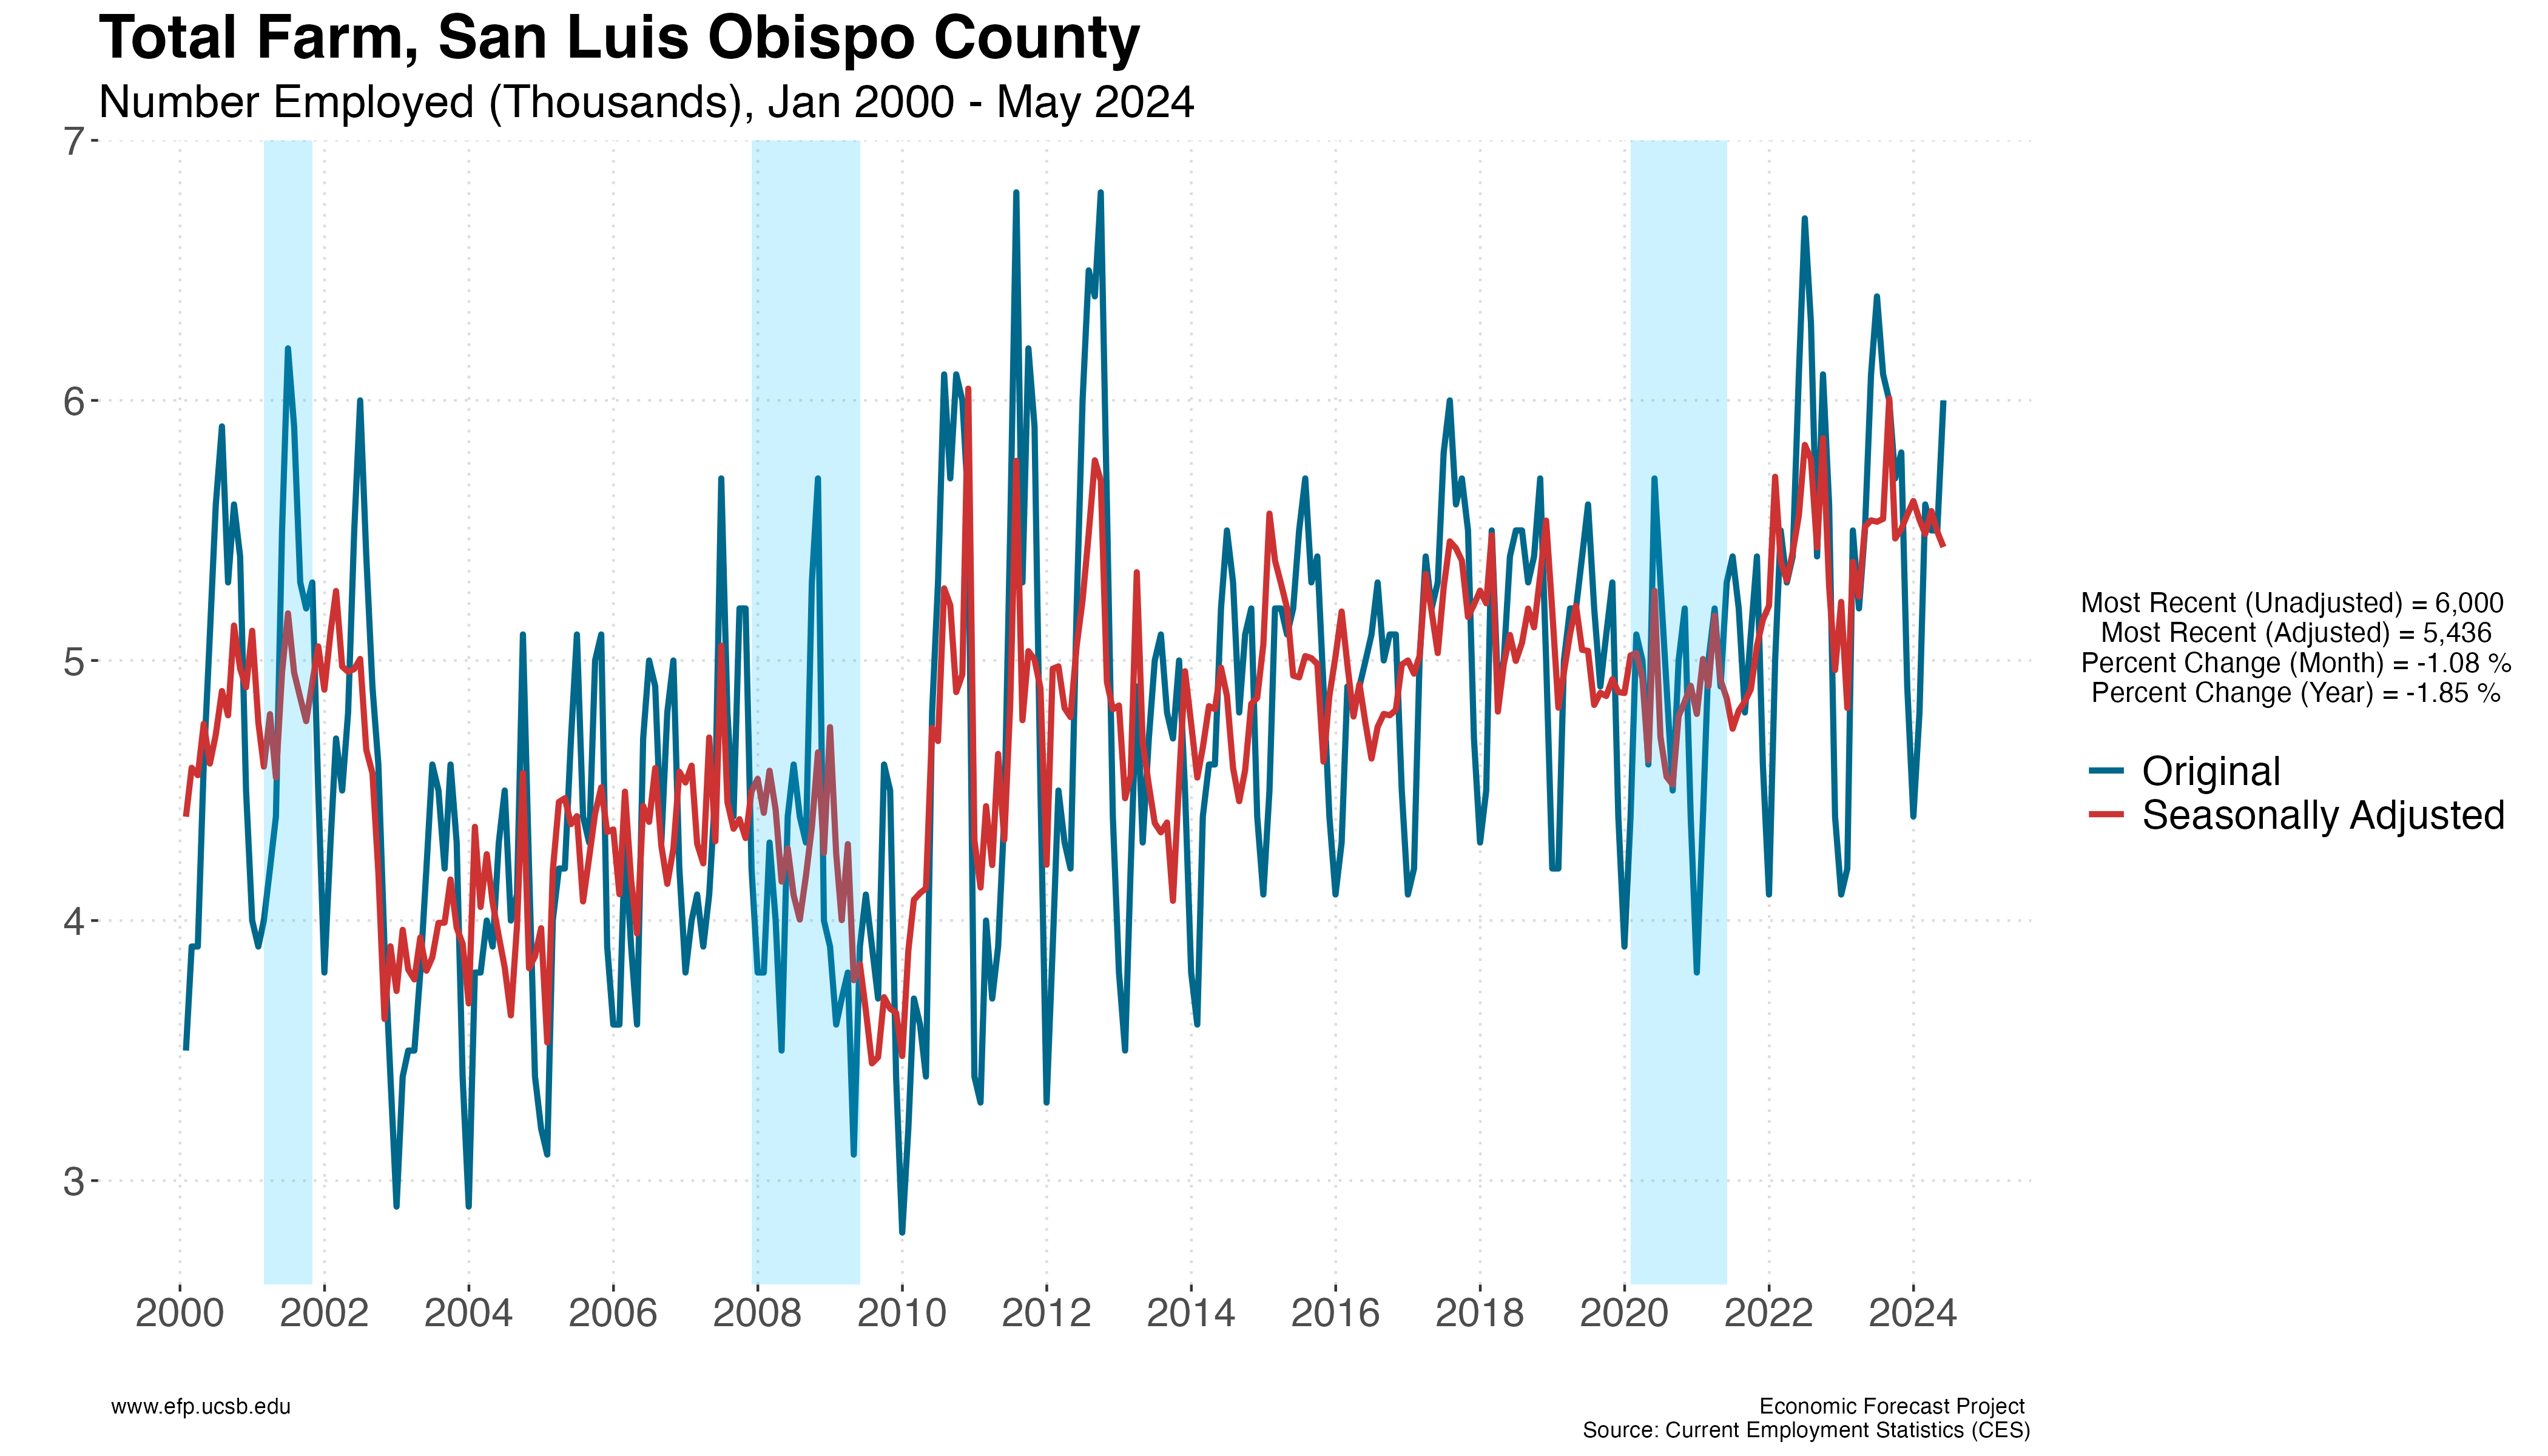 Total Farm, San Luis Obispo County
Number Employed (Thousands), Jan 2000 - May 2024
7
6
5
4
3
2000 2002 2004 2006 2008 2010 2012 2014 2016 2018 2020 2022 2024
Most Recent (Unadjusted) = 6,000
Most Recent (Adjusted) = 5,436
Percent Change (Month) = -1.08 %
Percent Change (Year) = -1.85 %
Original
Seasonally Adjusted
www.efp.ucsb.edu
Economic Forecast Project
Source: Current Employment Statistics (CES)